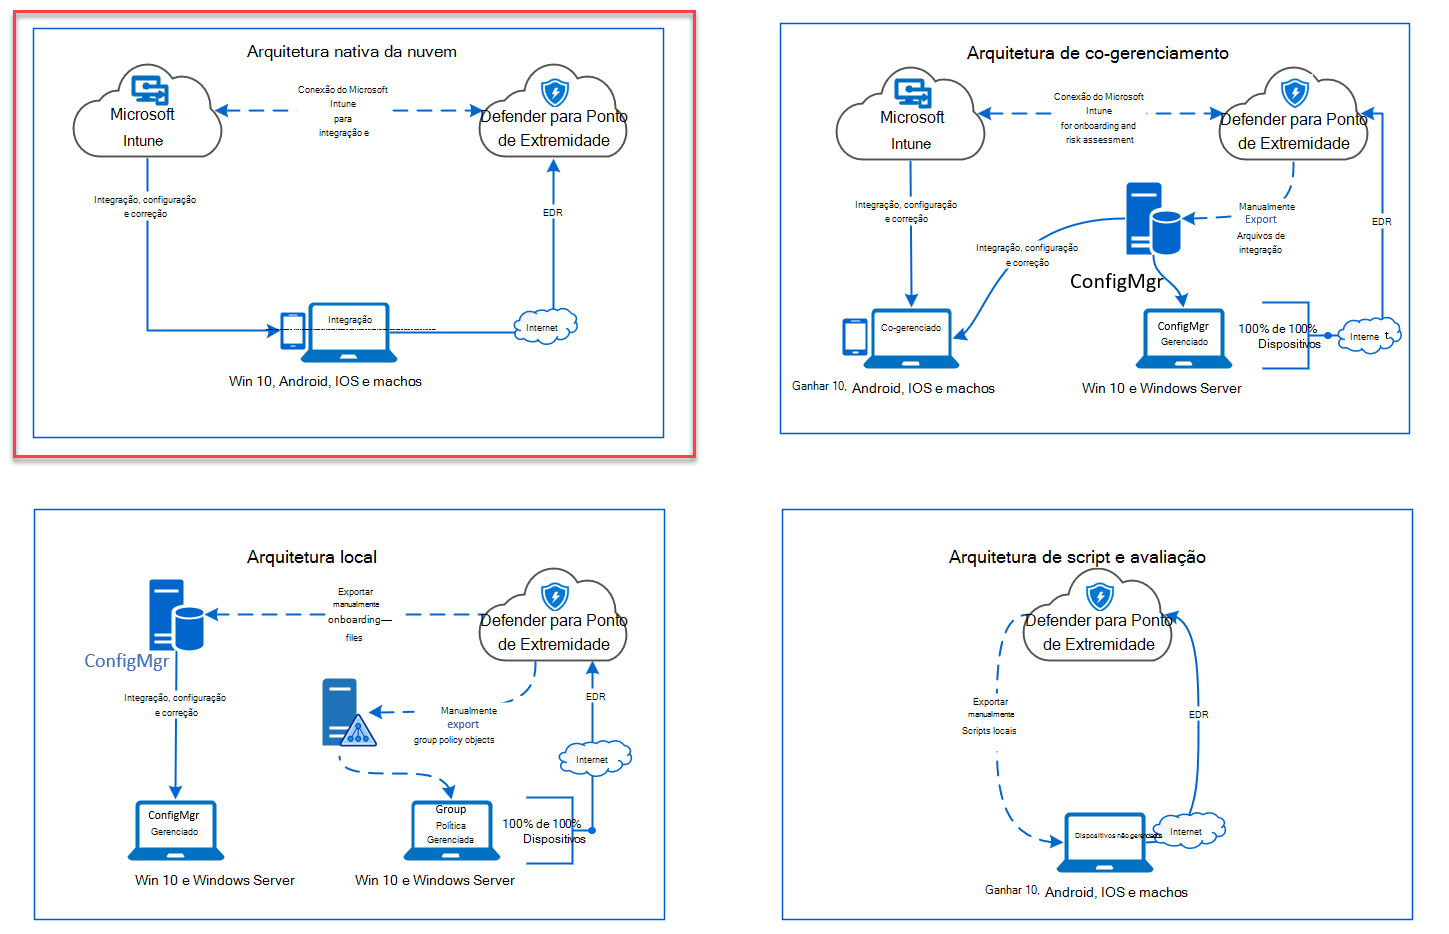 Arquitetura nativa da nuvem
Microsoft
Intune
Conexão do Microsoft
Intune
para
integração e
Defender para Ponto
de Extremidade
Integração, configuração
e correção
EDR
Integração
Internet
Win 10, Android, IOS e machos
Arquitetura de co-gerenciamento
Microsoft
Intune
Conexão do Microsoft
Intune
for onboarding and
risk assessment
Defender para Ponto
de Extremidade
Integração, configuração
e correção
Manualmente
Export
Arquivos de
integração
EDR
Integração, configuração
e correção
ConfigMgr
Co-gerenciado
ConfigMgr
Gerenciado
100% de 100%
Dispositivos
Interne t.
Ganhar 10, Android, IOS e machos
Win 10 e Windows Server
Arquitetura local
Exportar
manualmente
onboarding—
files
Defender para Ponto
de Extremidade
ConfigMgr
Integração, configuração
e correção
Manualmente
export
group policy objects
EDR
Internet
ConfigMgr
Gerenciado
Group
Política
Gerenciada
100% de 100%
Dispositivos
Win 10 e Windows Server
Win 10 e Windows Server
Arquitetura de script e avaliação
Defender para Ponto
de Extremidade
Exportar
manualmente
Scripts locais
EDR
Dispositivos não gerenciados
Internet
Ganhar 10, Android, IOS e machos